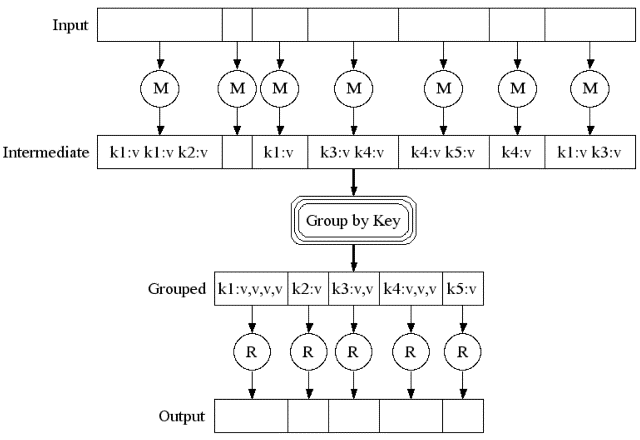 Input
M M M M M M M
Intermediate k1:v k1:v k2:v k1:v k3:v k4:v k4:v k5:v k4:v k1:v k3:v
Group by Key
Grouped k1:v,v,v,v k2:v k3:v,v k4:v,v,v k5:v
R R R R R
Output